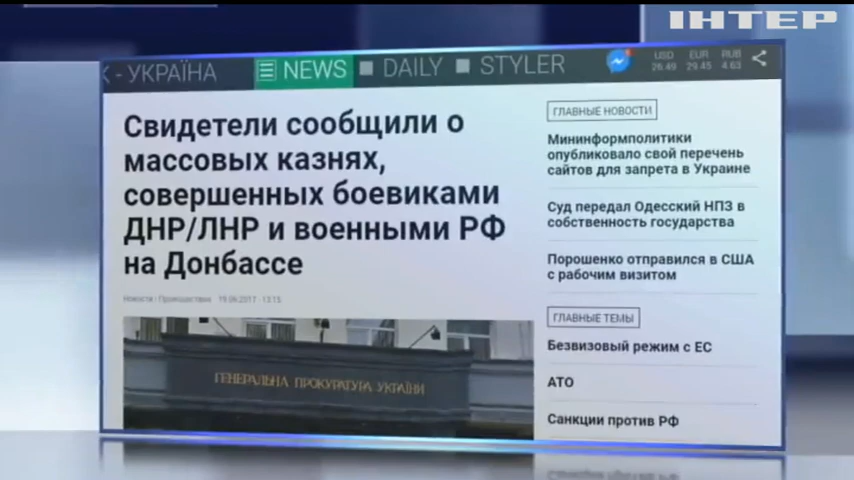 ІНТЕР
К - УКРАЇНА
NEWS
DAILY
STYLER
USD
26.49
EUR
29.45
RUB
4.63
Свидетели сообщили о
массовых казнях,
совершенных боевиками
ДНР/ЛНР и военными РФ
на Донбассе
Новости : Происшествия 19.06.2017 : 13:15
ГЕНЕРАЛЬНА ПРОКУРАТУРА УКРАЇНИ
ГЛАВНЫЕ НОВОСТИ
Мининформполитики
опубликовало свой перечень
сайтов для запрета в Украине
Суд передал Одесский НПЗ в
собственность государства
Порошенко отправился в США
с рабочим визитом
ГЛАВНЫЕ ТЕМЫ
Безвизовый режим с ЕС
АТО
Санкции против РФ